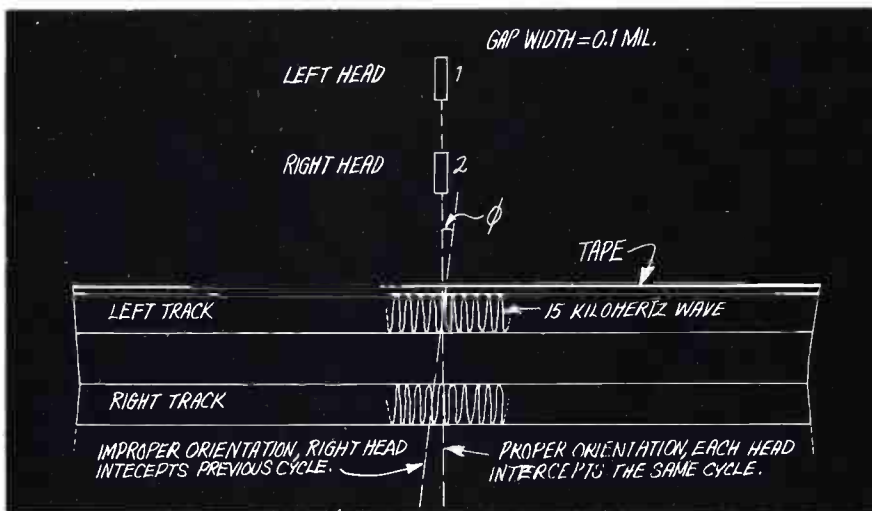 GAP WIDTH = 0.1 MIL.
LEFT HEAD
1
RIGHT HEAD
2
ϕ
TAPE
LEFT TRACK
15 KILOHERTZ WAVE
RIGHT TRACK
IMPROPER ORIENTATION, RIGHT HEAD
INTECEPTS PREVIOUS CYCLE.
PROPER ORIENTATION, EACH HEAD
INTERCEPTS THE SAME CYCLE.